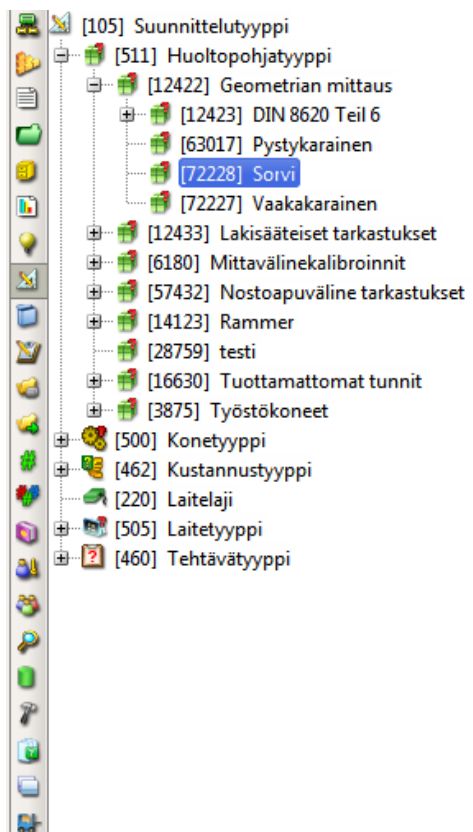 [105] Suunnittelutyyppi
[511] Huoltopohjatyyppi
[12422] Geometrian mittaus
[12423] DIN 8620 Teil 6
[63017] Pystykarainen
[72228] Sorvi
[72227] Vaakakarainen
[12433] Lakisääteiset tarkastukset
[6180] Mittavälinekalibroinnit
[57432] Nostoapuväline tarkastukset
[14123] Rammer
[28759] testi
[16630] Tuottamattomat tunnit
[3875] Työstökoneet
[500] Konetyyppi
[462] Kustannustyyppi
[220] Laitelaji
[505] Laitetyyppi
[460] Tehtävätyyppi